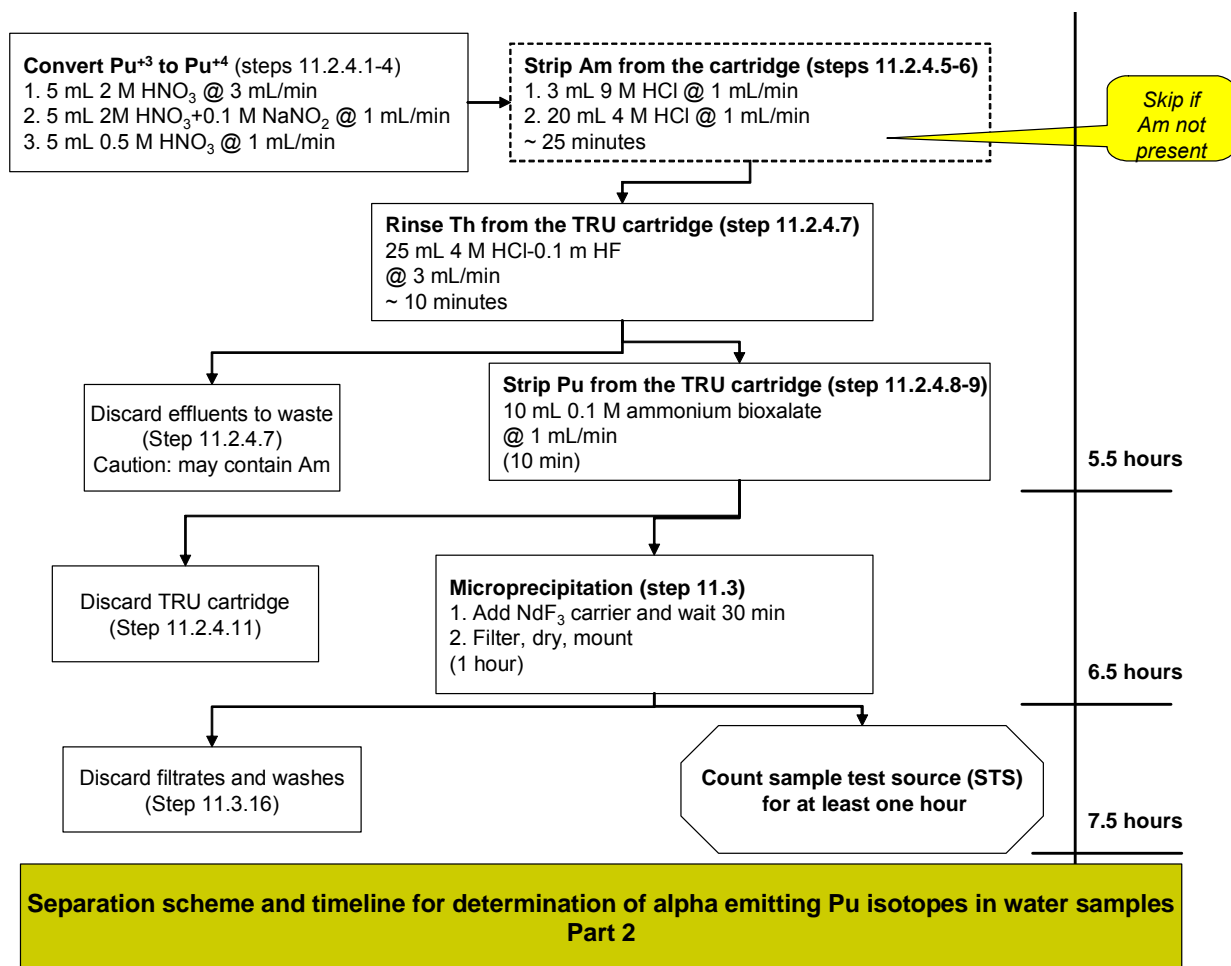 Convert Pu⁺³ to Pu⁺⁴ (steps 11.2.4.1-4)
1. 5 mL 2 M HNO₃ @ 3 mL/min
2. 5 mL 2M HNO₃+0.1 M NaNO₂ @ 1 mL/min
3. 5 mL 0.5 M HNO₃ @ 1 mL/min
Strip Am from the cartridge (steps 11.2.4.5-6)
1. 3 mL 9 M HCl @ 1 mL/min
2. 20 mL 4 M HCl @ 1 mL/min
~ 25 minutes
Skip if
Am not
present
Rinse Th from the TRU cartridge (step 11.2.4.7)
25 mL 4 M HCl-0.1 m HF
@ 3 mL/min
~ 10 minutes
Discard effluents to waste
(Step 11.2.4.7)
Caution: may contain Am
Strip Pu from the TRU cartridge (step 11.2.4.8-9)
10 mL 0.1 M ammonium bioxalate
@ 1 mL/min
(10 min)
5.5 hours
Discard TRU cartridge
(Step 11.2.4.11)
Microprecipitation (step 11.3)
1. Add NdF₃ carrier and wait 30 min
2. Filter, dry, mount
(1 hour)
6.5 hours
Discard filtrates and washes
(Step 11.3.16)
Count sample test source (STS)
for at least one hour
7.5 hours
Separation scheme and timeline for determination of alpha emitting Pu isotopes in water samples
Part 2